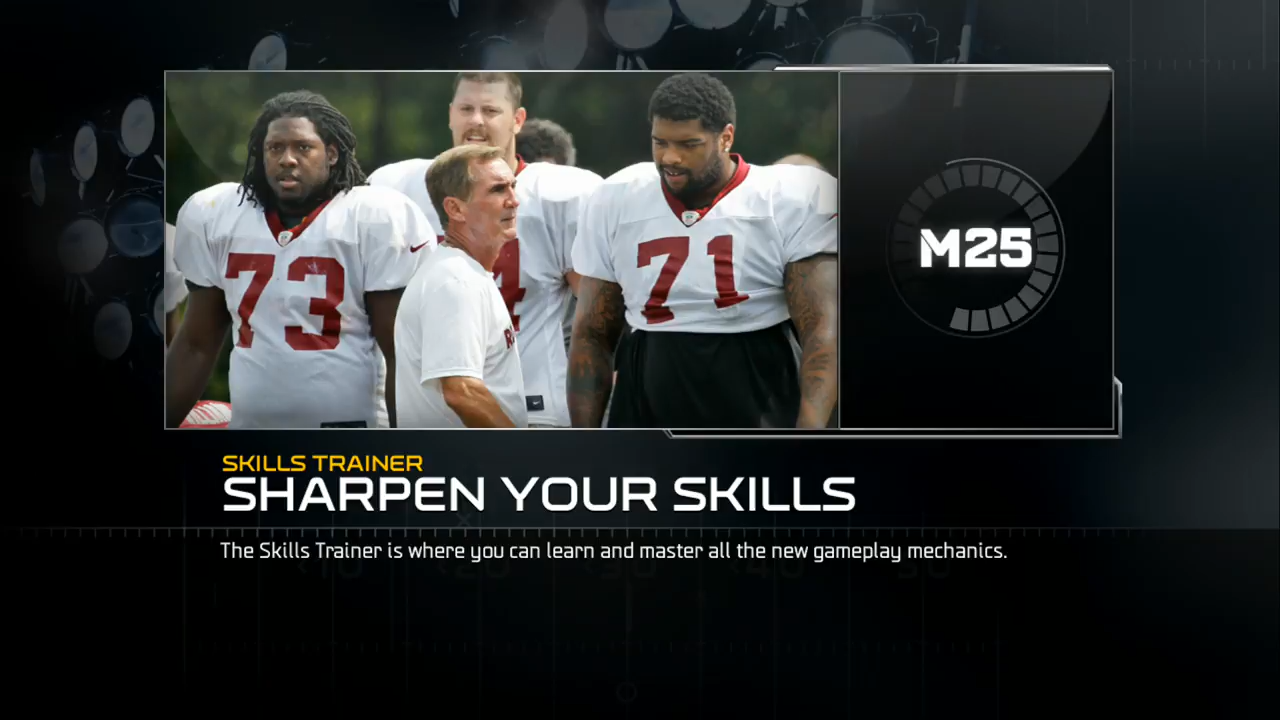 73
71
M25
SKILLS TRAINER
SHARPEN YOUR SKILLS
The Skills Trainer is where you can learn and master all the new gameplay mechanics.